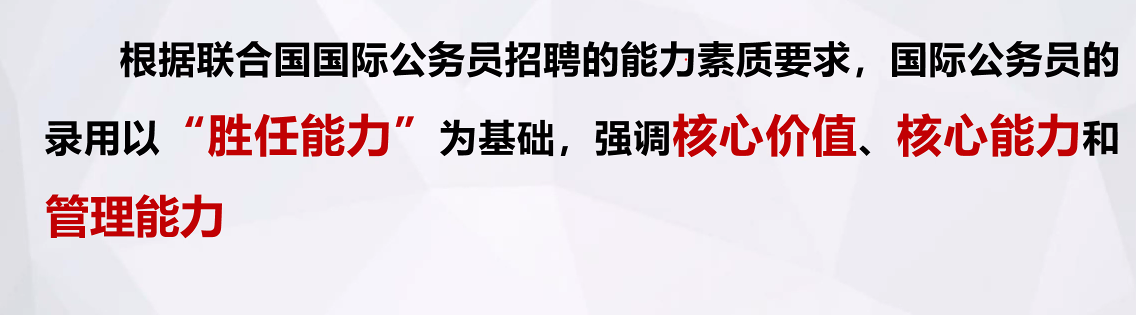 根据联合国国际公务员招聘的能力素质要求，国际公务员的
录用以“胜任能力”为基础，强调核心价值、核心能力和
管理能力